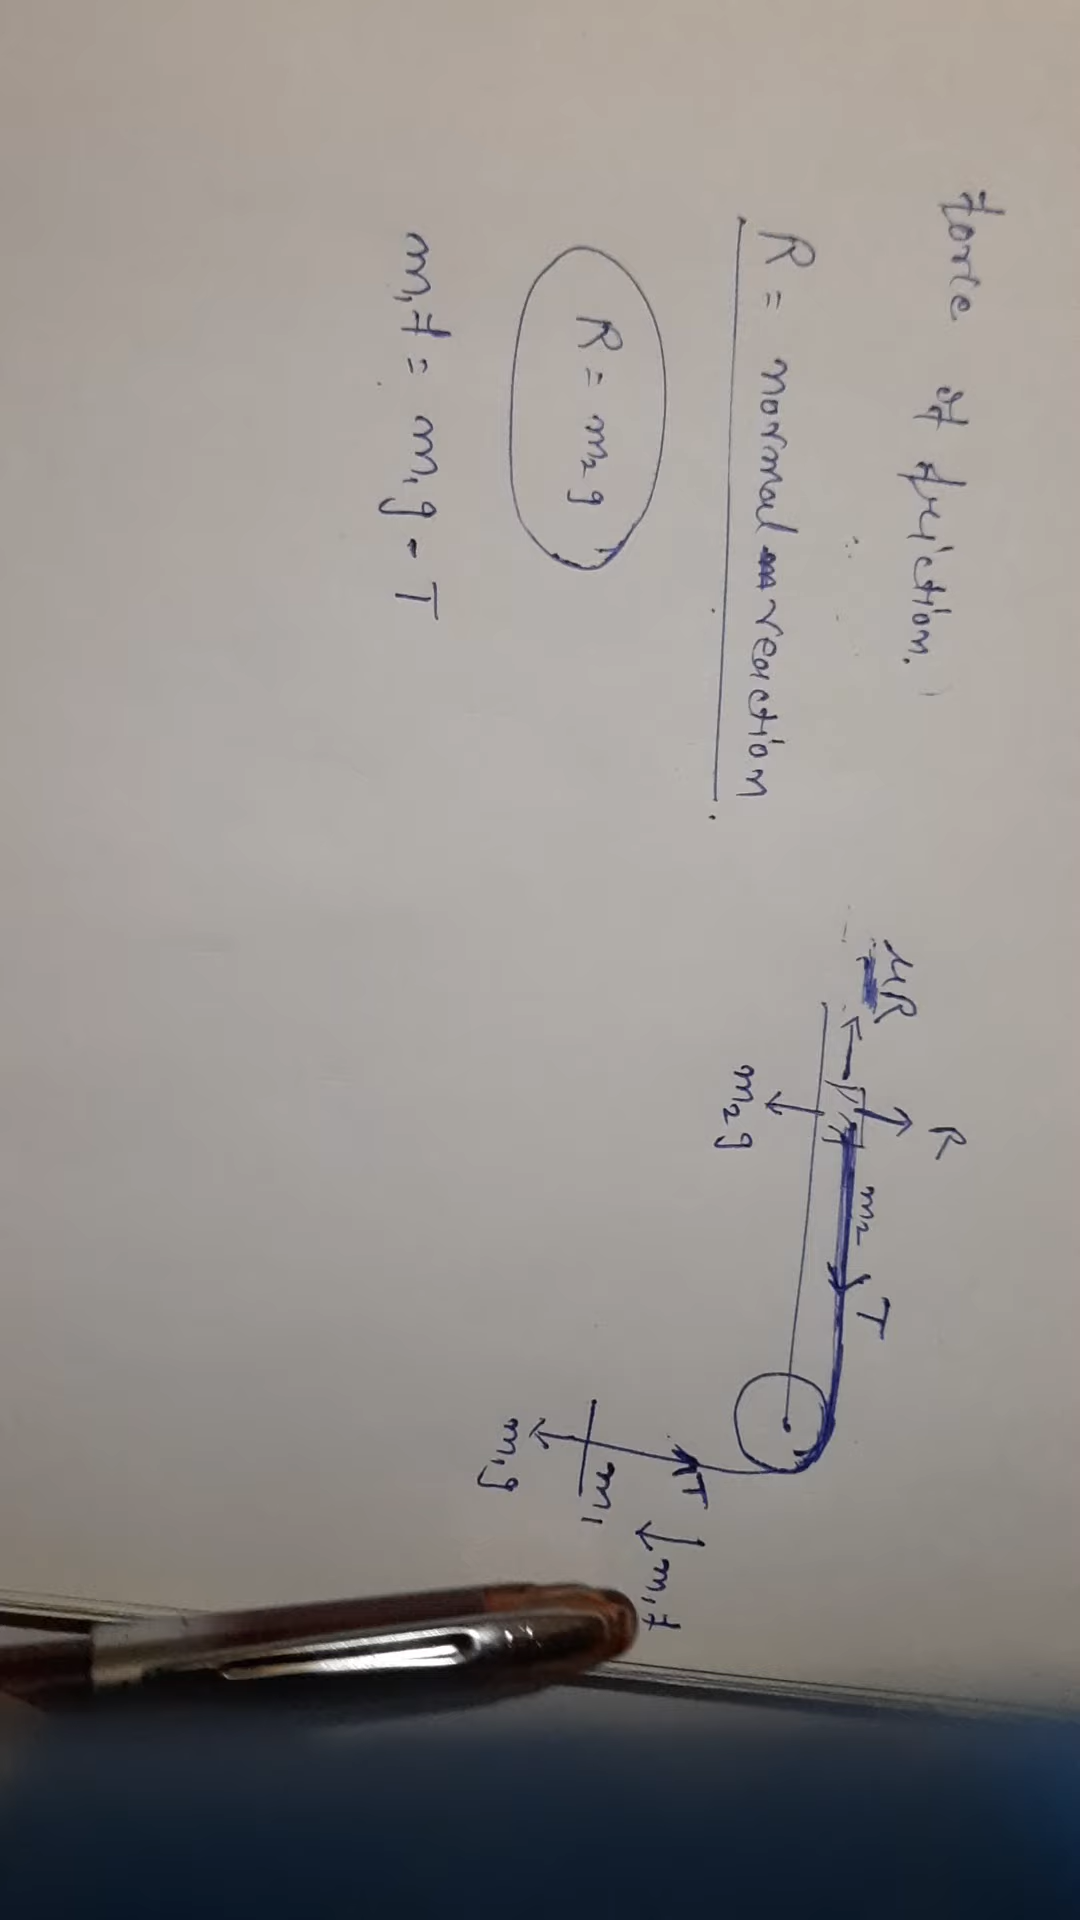 force of friction.
R = normal reaction.
R = m₂g
m₁f = m₁g - T
μR
R
m₂
T
m₂g
T
m₁f
m₁
m₁g